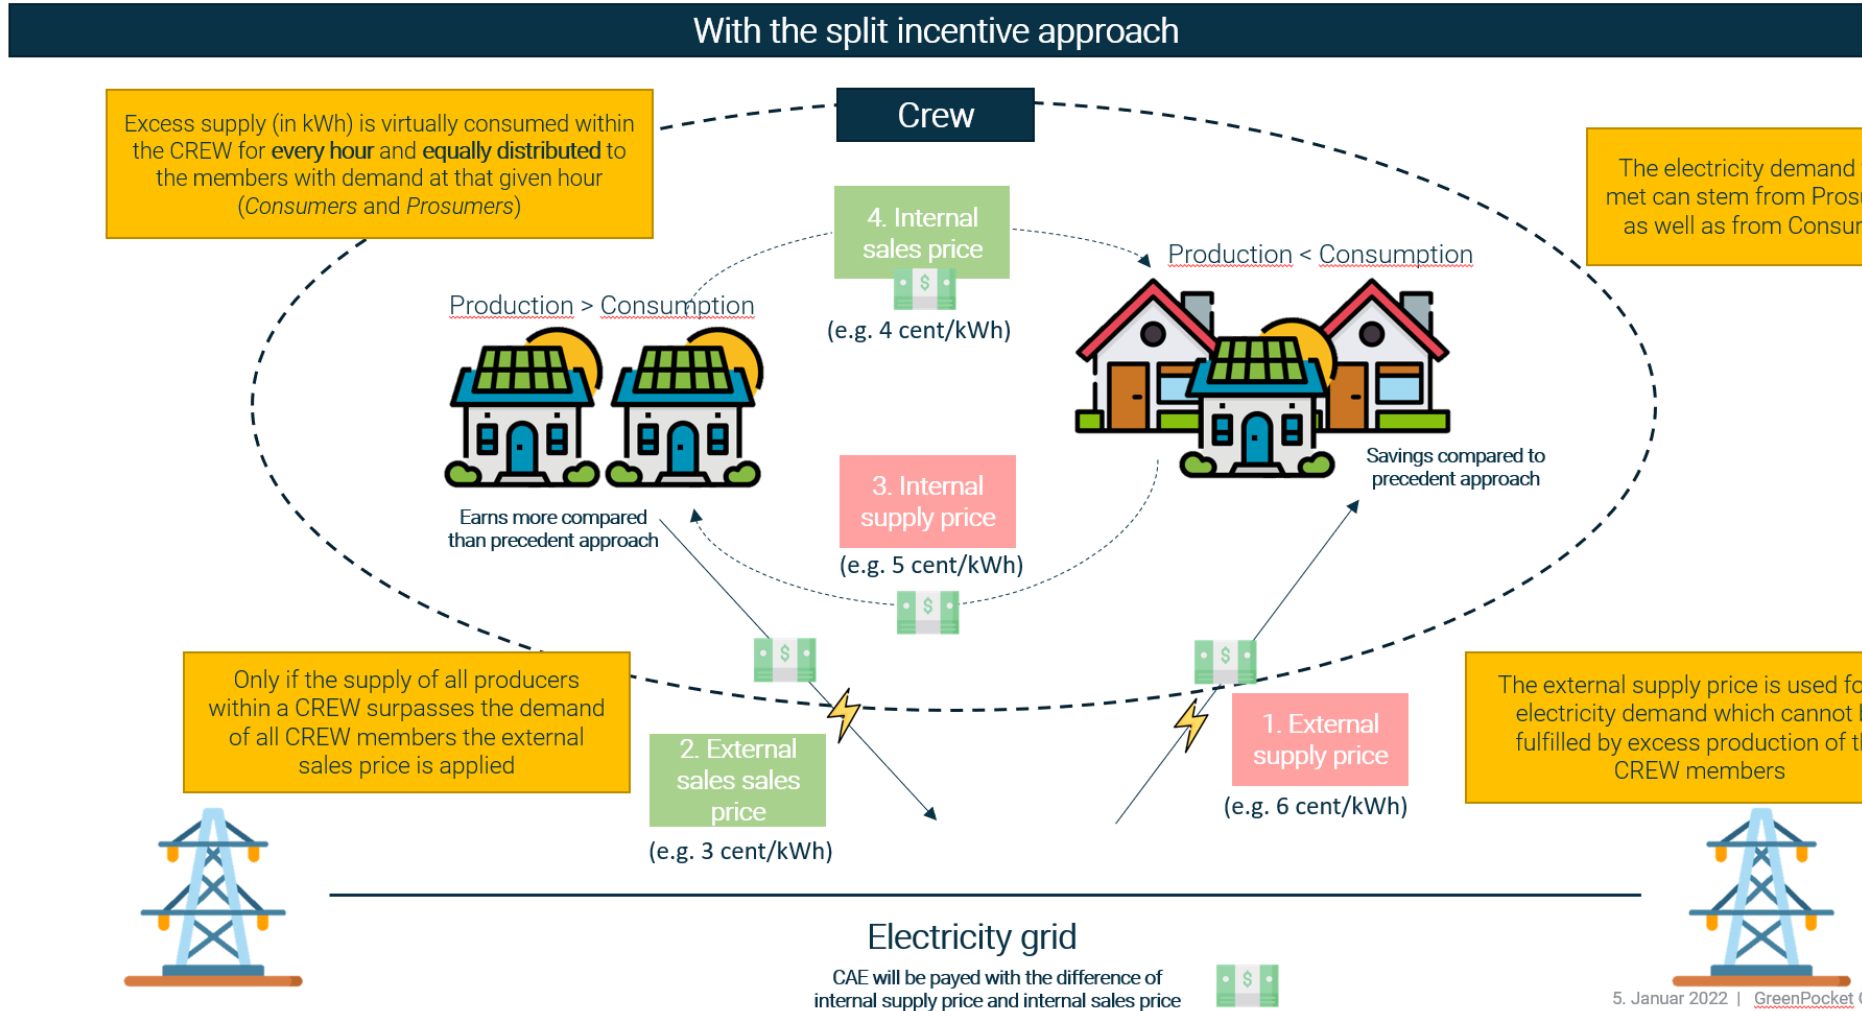 With the split incentive approach
Excess supply (in kWh) is virtually consumed within
the CREW for every hour and equally distributed to
the members with demand at that given hour
(Consumers and Prosumers)
Crew
The electricity demand
met can stem from
as well as from
4. Internal
sales price
(e.g. 4 cent/kWh)
Production > Consumption
Production < Consumption
Earns more compared
than precedent approach
3. Internal
supply price
(e.g. 5 cent/kWh)
Savings compared to
precedent approach
Only if the supply of all producers
within a CREW surpasses the demand
of all CREW members the external
sales price is applied
2. External
sales sales
price
(e.g. 3 cent/kWh)
1. External
supply price
(e.g. 6 cent/kWh)
The external supply price is used
electricity demand which cannot
fulfilled by excess production of
CREW members
Electricity grid
CAE will be payed with the difference of
internal supply price and internal sales price
$
$
$
$
$
5. Januar 2022 | GreenPocket